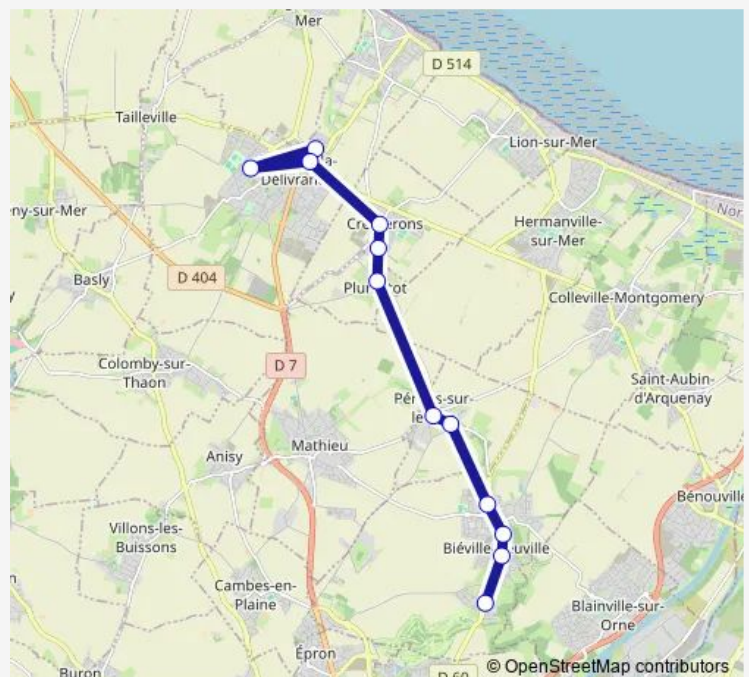 Mer
D 514
Tailleville
Lion-sur-Mer
Délivran
eny-sur-Mer
Nor
Hermanville-
sur-Mer
D 404
Basly
Colleville-Montgomery
Colomby-sur-
Thaon
D 7
Saint-Aubin-
d'Arquenay
Mathieu
Anisy
Bénouville
Villons-les-
Buissons
Cambes-en-
Plaine
Blainville-sur-
Orne
Épron
Buron
D 60
© OpenStreetMap contributors